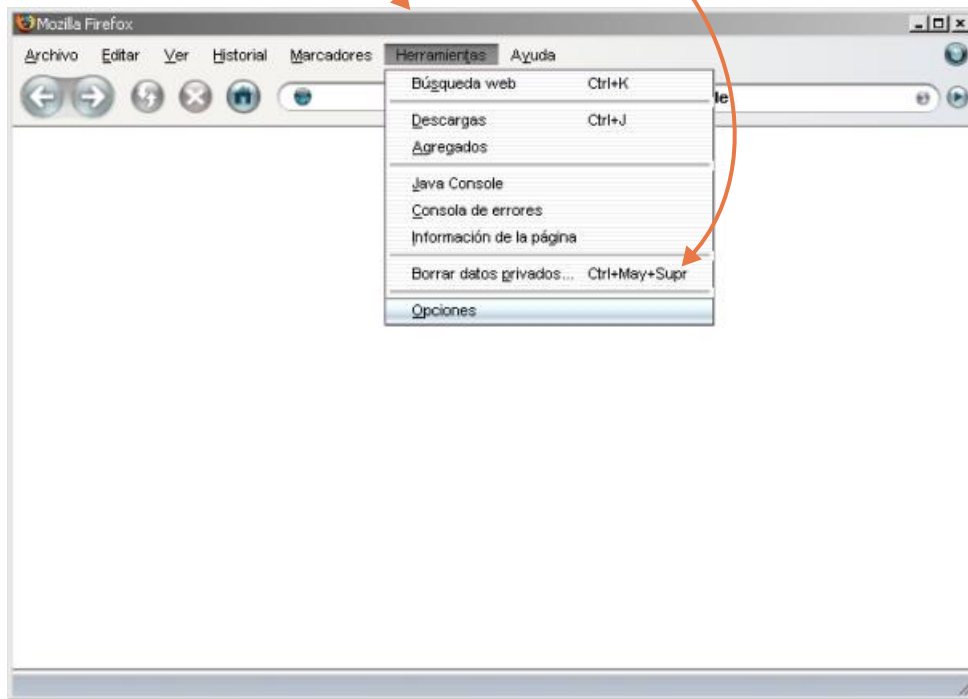 Mozilla Firefox
Archivo Editar Ver Historial Marcadores Herramientas Ayuda
Búsqueda web Ctrl+K
le
Descargas Ctrl+J
Agregados
Java Console
Consola de errores
Información de la página
Borrar datos privados... Ctrl+May+Supr
Opciones